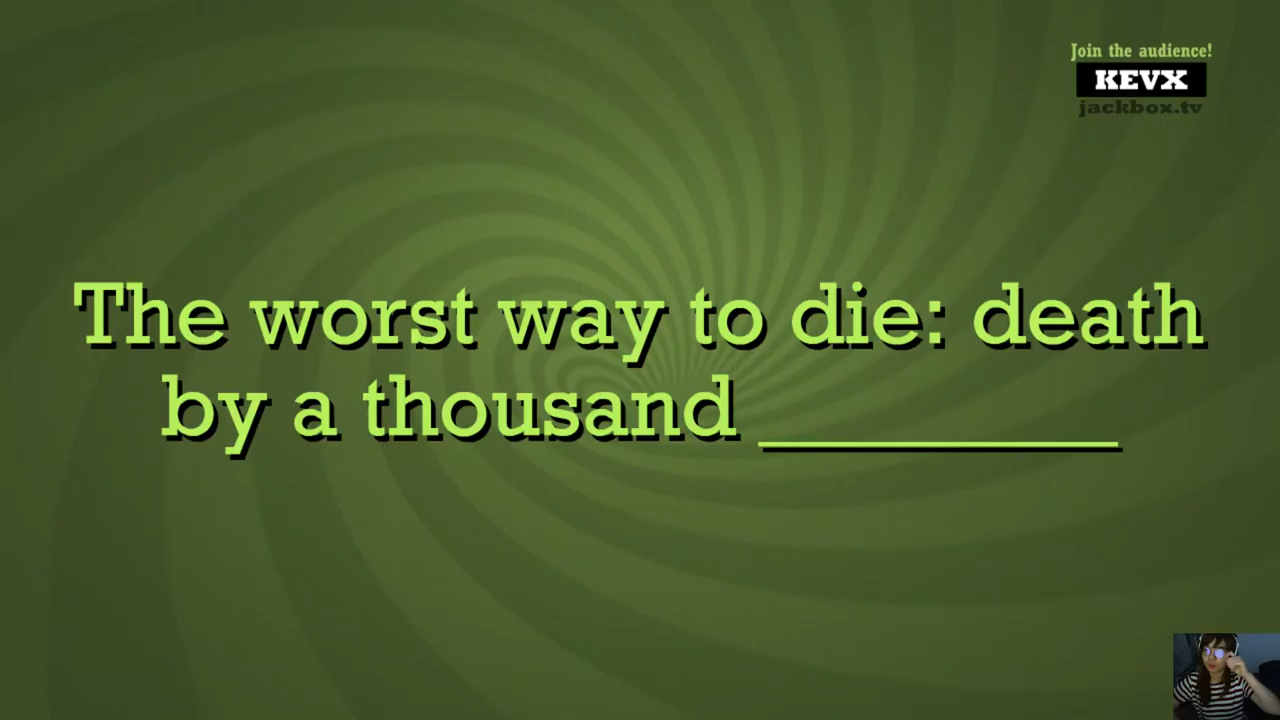 Join the audience!
KEVX
jackbox.tv
The worst way to die: death
by a thousand ________